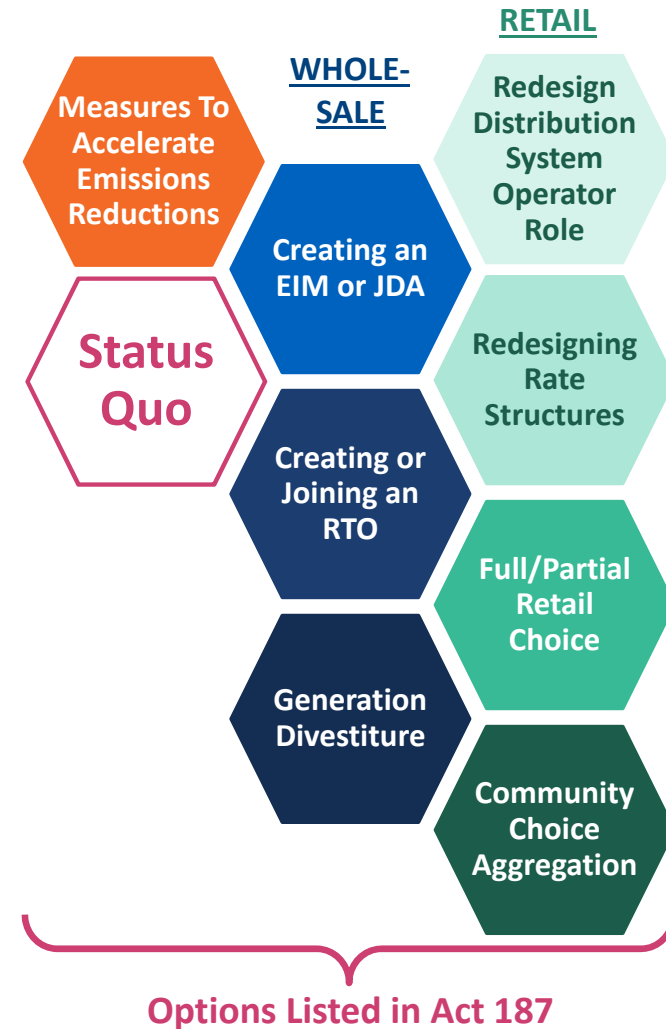 Measures To
Accelerate
Emissions
Reductions
Status
Quo
WHOLE-
SALE
Creating an
EIM or JDA
Creating or
Joining an
RTO
Generation
Divestiture
RETAIL
Redesign
Distribution
System
Operator
Role
Redesigning
Rate
Structures
Full/Partial
Retail
Choice
Community
Choice
Aggregation
Options Listed in Act 187